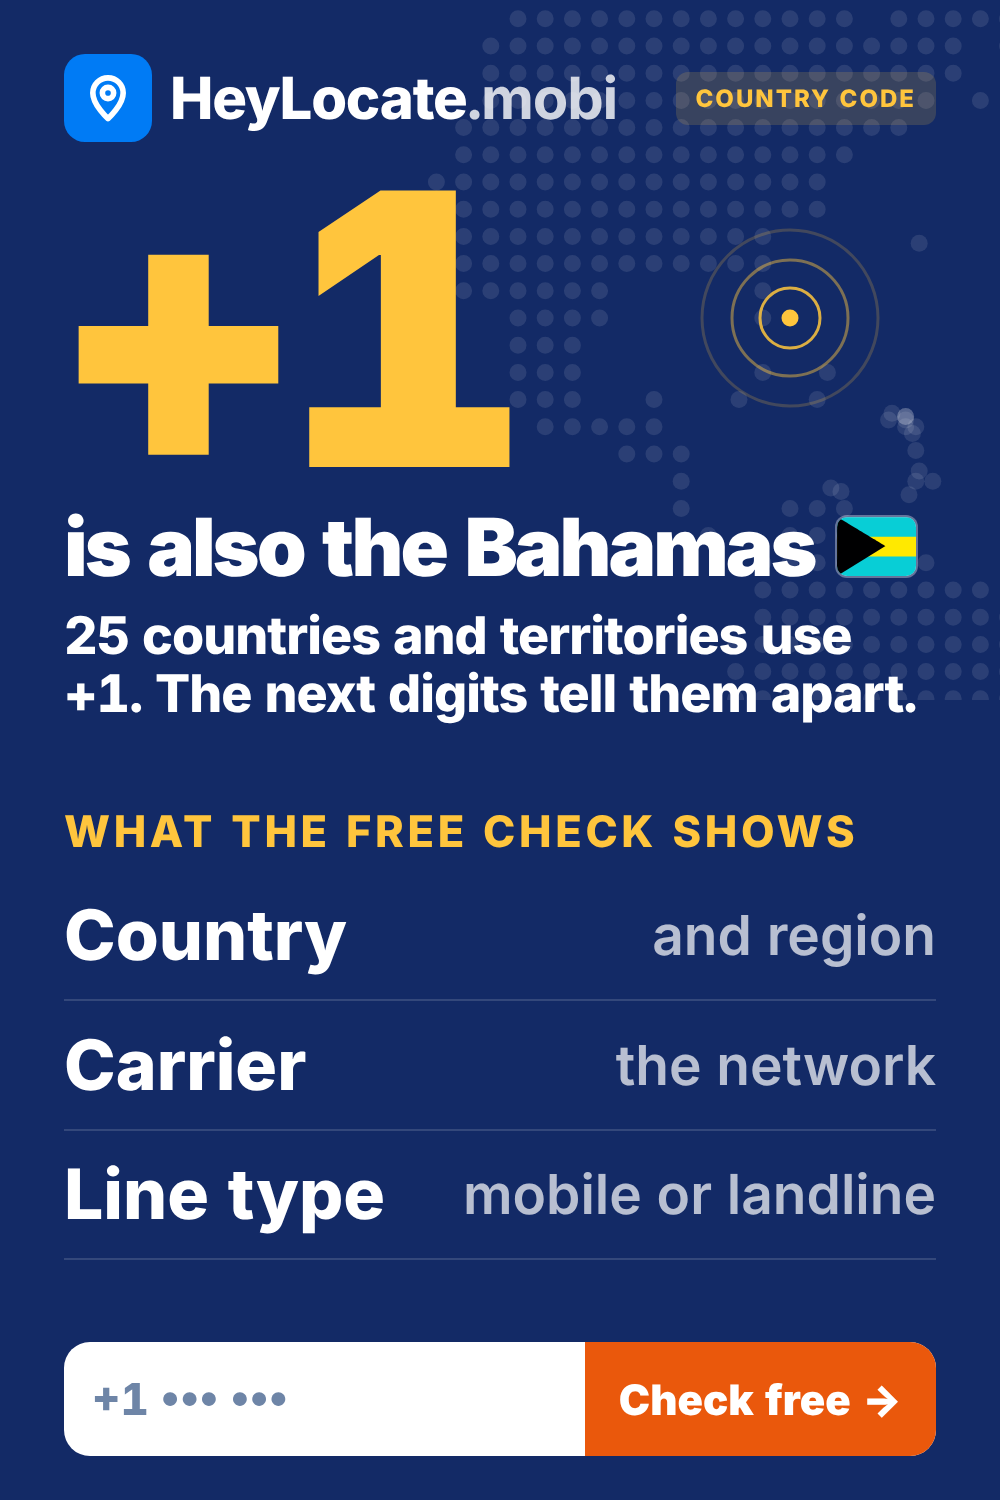 HeyLocate.mobi
COUNTRY CODE
+1
is also the Bahamas
25 countries and territories use
+1. The next digits tell them apart.
WHAT THE FREE CHECK SHOWS
Country and region
Carrier the network
Line type mobile or landline
+1 ••• •••
Check free →